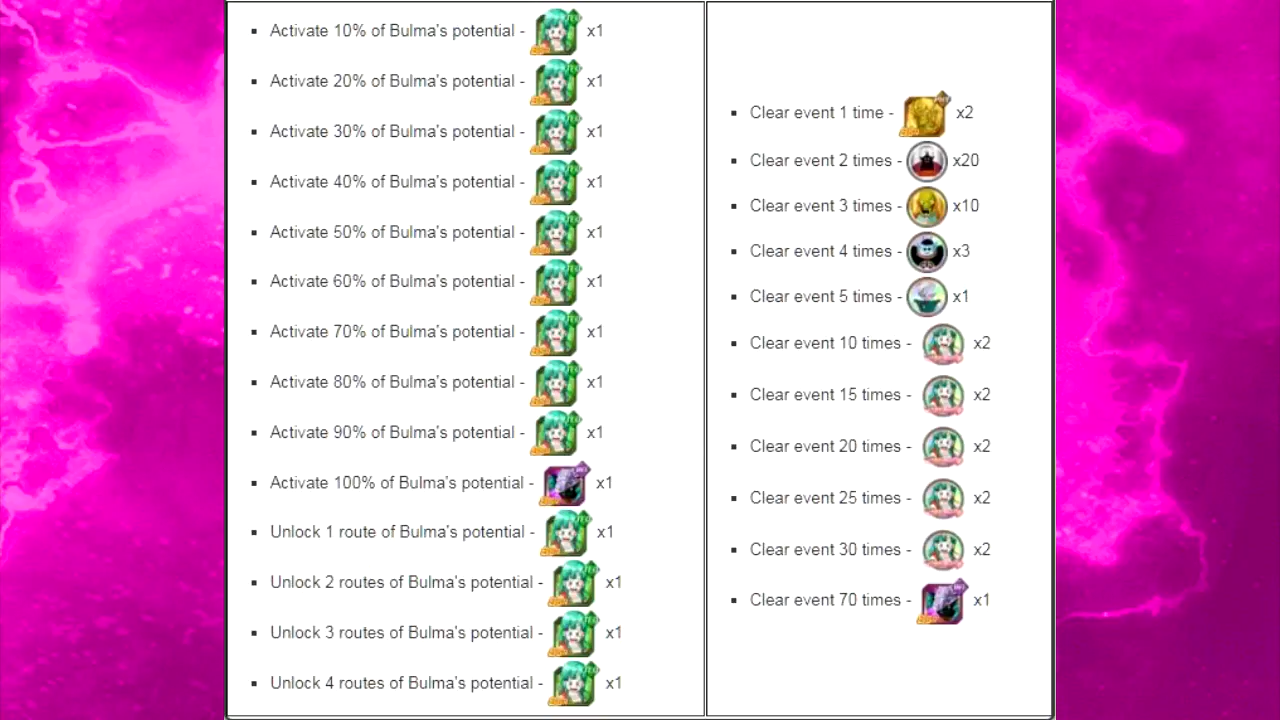 Activate 10% of Bulma's potential - x1
Activate 20% of Bulma's potential - x1
Activate 30% of Bulma's potential - x1
Activate 40% of Bulma's potential - x1
Activate 50% of Bulma's potential - x1
Activate 60% of Bulma's potential - x1
Activate 70% of Bulma's potential - x1
Activate 80% of Bulma's potential - x1
Activate 90% of Bulma's potential - x1
Activate 100% of Bulma's potential - x1
Unlock 1 route of Bulma's potential - x1
Unlock 2 routes of Bulma's potential - x1
Unlock 3 routes of Bulma's potential - x1
Unlock 4 routes of Bulma's potential - x1
Clear event 1 time - x2
Clear event 2 times - x20
Clear event 3 times - x10
Clear event 4 times - x3
Clear event 5 times - x1
Clear event 10 times - x2
Clear event 15 times - x2
Clear event 20 times - x2
Clear event 25 times - x2
Clear event 30 times - x2
Clear event 70 times - x1